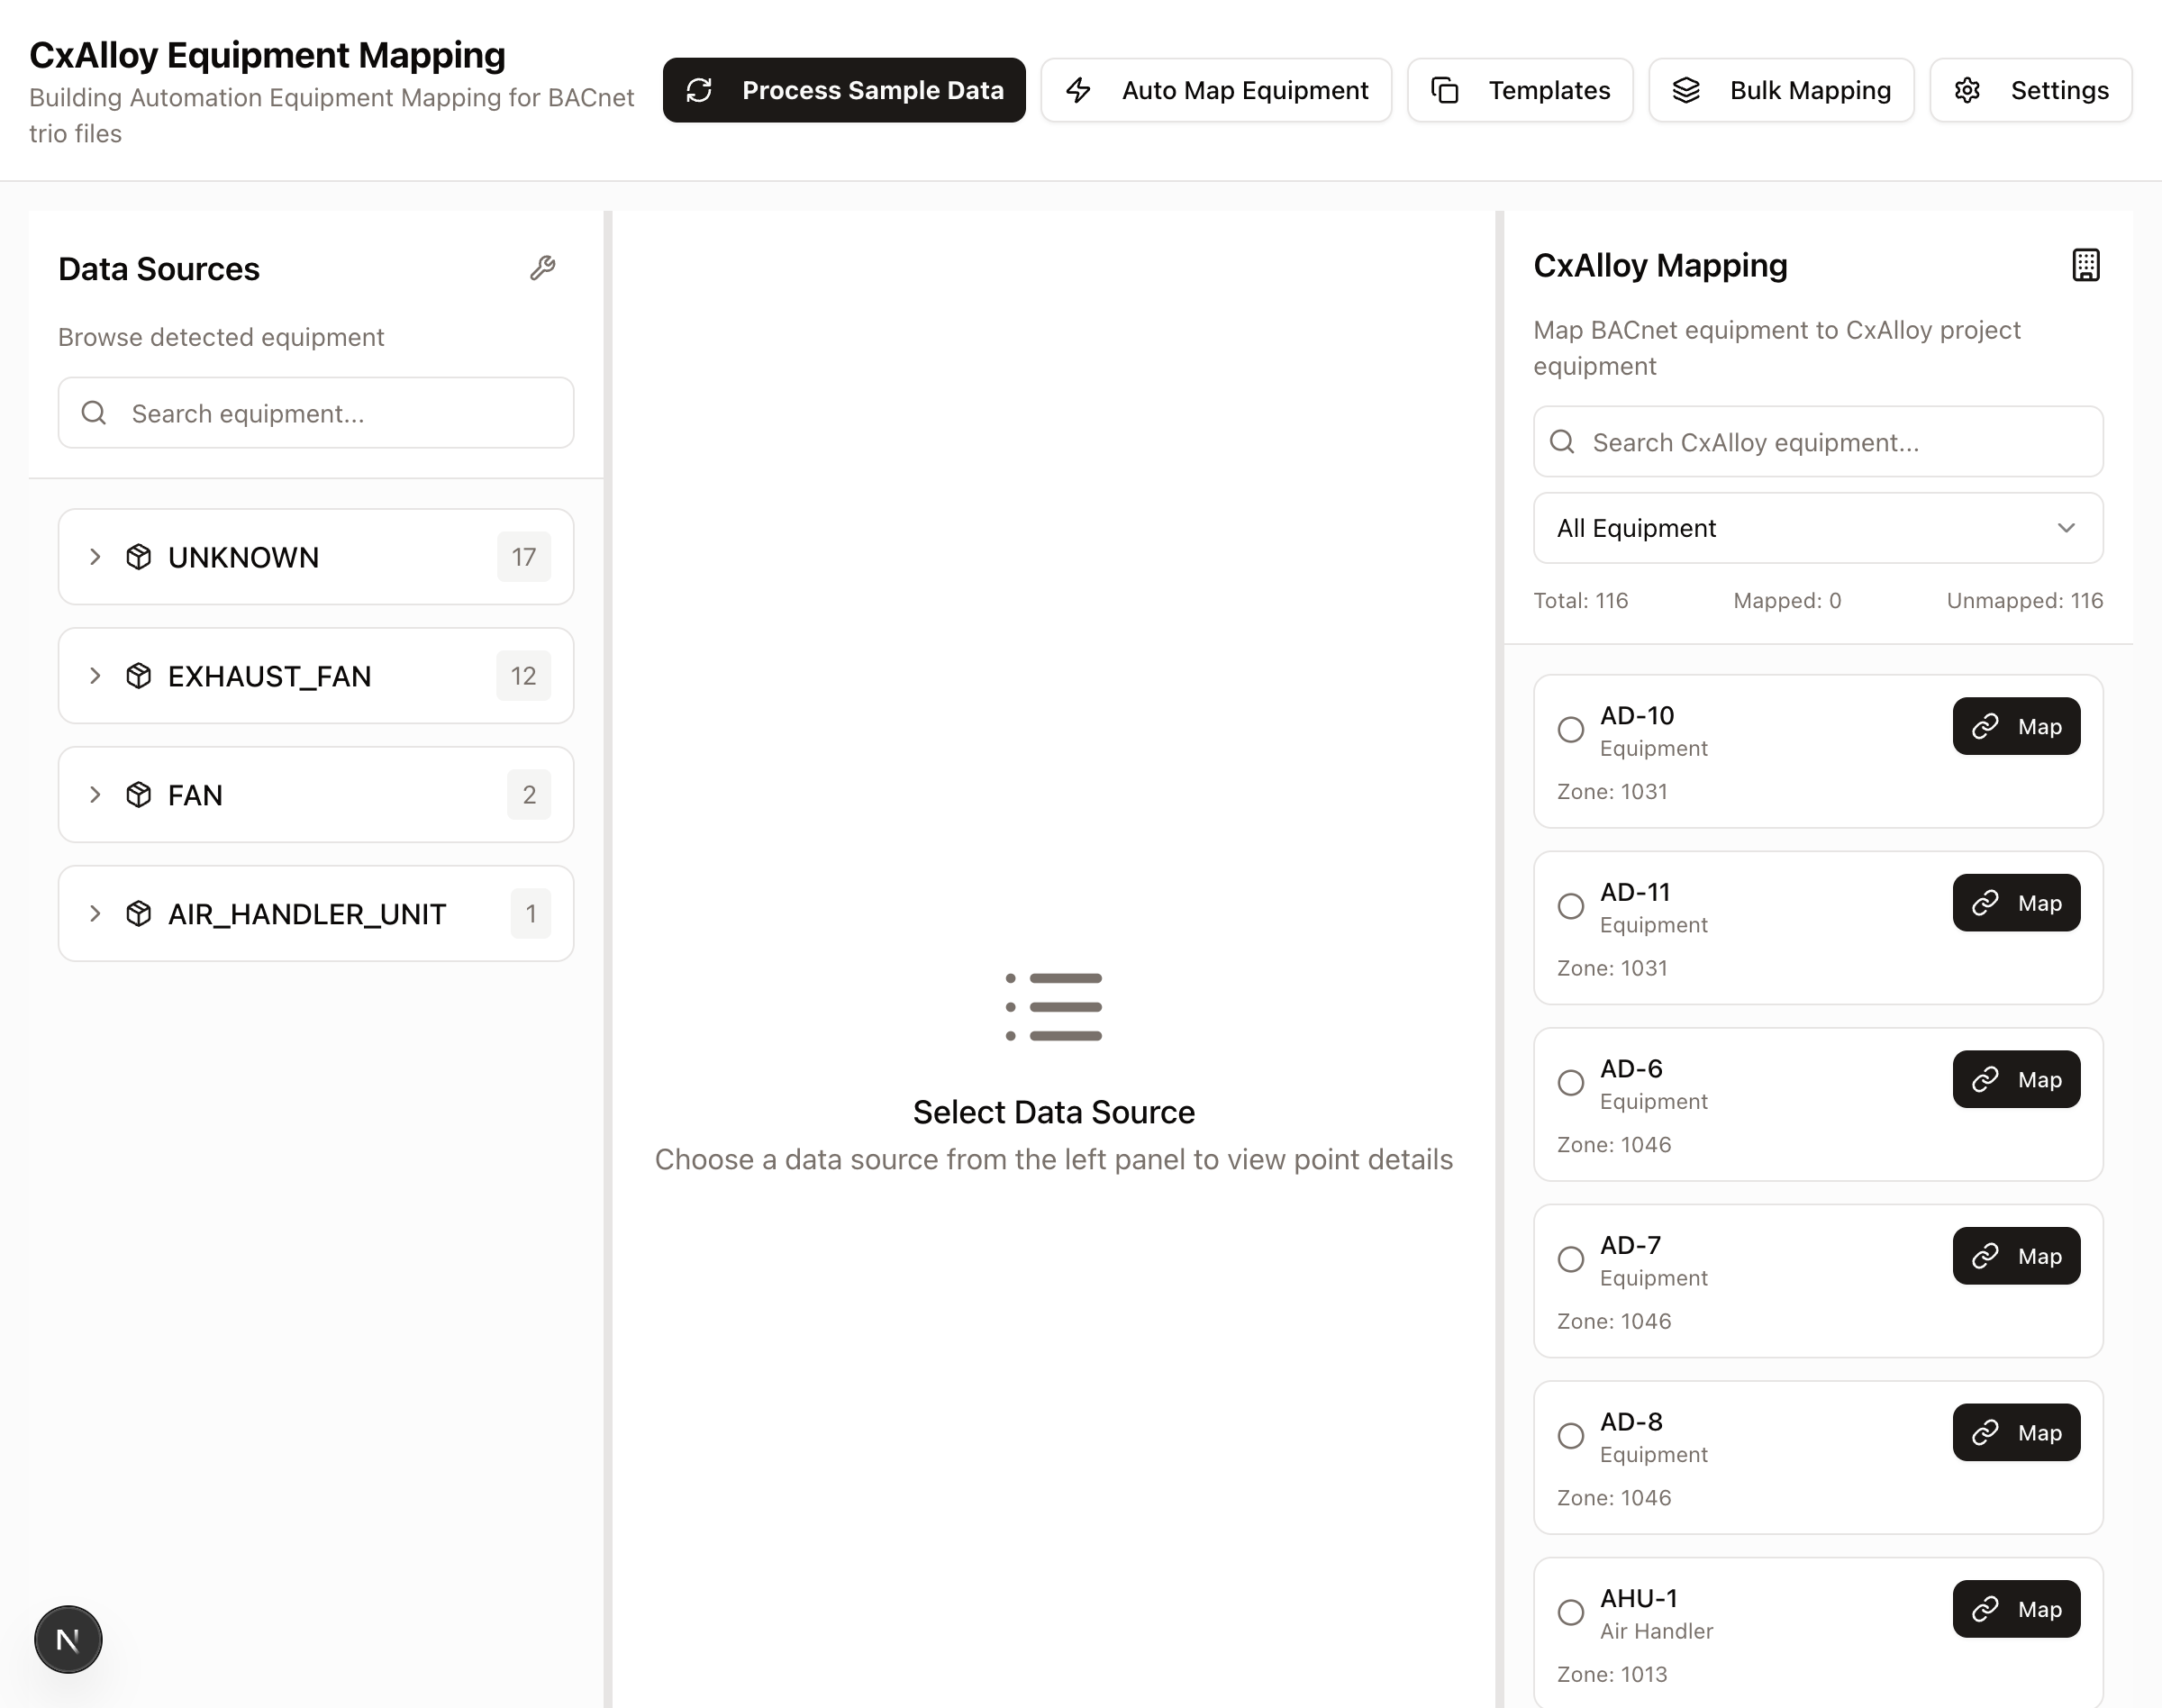 CxAlloy Equipment Mapping
Building Automation Equipment Mapping for BACnet
trio files
Process Sample Data
Auto Map Equipment
Templates
Bulk Mapping
Settings
Data Sources
Browse detected equipment
Search equipment...
UNKNOWN 17
EXHAUST_FAN 12
FAN 2
AIR_HANDLER_UNIT 1
Select Data Source
Choose a data source from the left panel to view point details
CxAlloy Mapping
Map BACnet equipment to CxAlloy project
equipment
Search CxAlloy equipment...
All Equipment
Total: 116 Mapped: 0 Unmapped: 116
AD-10
Map
Equipment
Zone: 1031
AD-11
Map
Equipment
Zone: 1031
AD-6
Map
Equipment
Zone: 1046
AD-7
Map
Equipment
Zone: 1046
AD-8
Map
Equipment
Zone: 1046
AHU-1
Map
Air Handler
Zone: 1013
N